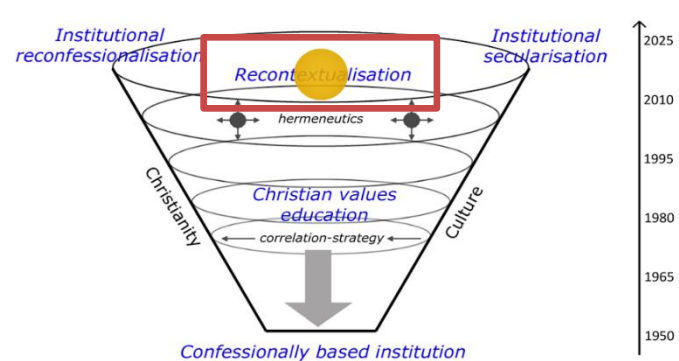 Institutional
reconfessionalisation
Institutional
secularisation
Recontextualisation
hermeneutics
Christian values
education
correlation-strategy
Christianity
Culture
Confessionally based institution
2025
2010
1995
1980
1965
1950